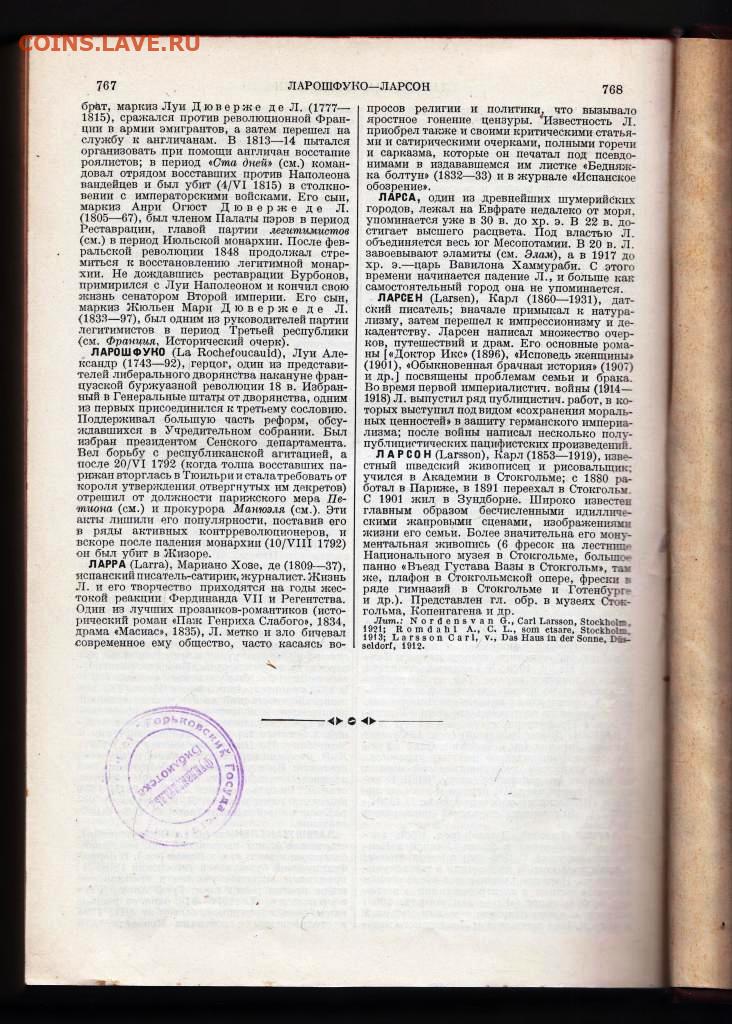 COINS.LAVE.RU
767
ЛАРОШФУКО—ЛАРСОН
768
брат, маркиз Луи Дюверже де Л. (1777—
1815), сражался против революционной Фран-
ции в армии эмигрантов, а затем перешел на
службу к англичанам. В 1813—14 пытался
организовать при помощи англичан восстание
роялистов; в период «Ста дней» (см.) коман-
довал отрядом восставших против Наполеона
вандейцев и был убит (4/VI 1815) в столкно-
вении с императорскими войсками. Его сын,
маркиз Анри Огюст Дюверже де Л.
(1805—67), был членом Палаты пэров в период
Реставрации, главой партии легитимистов
(см.) в период Июльской монархии. После фев-
ральской революции 1848 продолжал стре-
миться к восстановлению легитимной монар-
хии. Не дождавшись реставрации Бурбонов,
примирился с Луи Наполеоном и кончил свою
жизнь сенатором Второй империи. Его сын,
маркиз Жюльен Мари Дюверже де Л.
(1833—97), был одним из руководителей партии
легитимистов в период Третьей республики
(см. Франция, Исторический очерк).
ЛАРОШФУКО (La Rochefoucauld), Луи Але-
ксандр (1743—92), герцог, один из представи-
телей либерального дворянства накануне фран-
цузской буржуазной революции 18 в. Избран-
ный в Генеральные штаты от дворянства, одним
из первых присоединился к третьему сословию.
Поддерживал большую часть реформ, обсу-
ждавшихся в Учредительном собрании. Был
избран президентом Сенского департамента.
Вел борьбу с республиканской агитацией, а
после 20/VI 1792 (когда толпа восставших па-
рижан вторглась в Тюильри и стала требовать от
короля утверждения отвергнутых им декретов)
отрешил от должности парижского мера Пе-
тиона (см.) и прокурора Манюэля (см.). Эти
акты лишили его популярности, поставив его
в ряды активных контрреволюционеров, и
вскоре после падения монархии (10/VIII 1792)
он был убит в Жизоре.
ЛАРРА (Larra), Мариано Хозе, де (1809—37),
испанский писатель-сатирик, журналист. Жизнь
Л. и его творчество приходятся на годы жес-
токой реакции Фердинанда VII и Регентства.
Один из лучших прозаиков-романтиков (исто-
рический роман «Паж Генриха Слабого», 1834,
драма «Масиас», 1835), Л. метко и зло бичевал
современное ему общество, часто касаясь во-
просов религии и политики, что вызывало
яростное гонение цензуры. Известность Л.
приобрел также и своими критическими статья-
ми и сатирическими очерками, полными горечи
и сарказма, которые он печатал под псевдо-
нимами в издававшемся им листке «Бедняж-
ка болтун» (1832—33) и в журнале «Испанское
обозрение».
ЛАРСА, один из древнейших шумерийских
городов, лежал на Евфрате недалеко от моря,
упоминается уже в 30 в. до хр. э. В 22 в. до-
стигает высшего расцвета. Под властью Л.
объединяется весь юг Месопотамии. В 20 в. Л.
завоевывают эламиты (см. Элам), а в 1917 до
хр. э.—царь Вавилона Хаммураби. С этого
времени начинается падение Л., и больше как
самостоятельный город она не упоминается.
ЛАРСЕН (Larsen), Карл (1860—1931), дат-
ский писатель; вначале примыкал к натура-
лизму, затем перешел к импрессионизму и де-
кадентству. Ларсен написал множество очер-
ков, путешествий и драм. Его основные рома-
ны [«Доктор Икс» (1896), «Исповедь женщины»
(1901), «Обыкновенная брачная история» (1907)
и др.] посвящены проблемам семьи и брака.
Во время первой империалистич. войны (1914—
1918) Л. выпустил ряд публицистич. работ, в ко-
торых выступил под видом «сохранения мораль-
ных ценностей» в защиту германского империа-
лизма; после войны написал несколько полу-
публицистических пацифистских произведений.
ЛАРСОН (Larsson), Карл (1853—1919), изве-
стный шведский живописец и рисовальщик;
учился в Академии в Стокгольме; с 1880 ра-
ботал в Париже, в 1891 переехал в Стокгольм.
С 1901 жил в Зундборне. Широко известен
главным образом бесчисленными идилличе-
скими жанровыми сценами, изображениями
жизни его семьи. Более значительна его мону-
ментальная живопись (6 фресок на лестнице
Национального музея в Стокгольме, большое
панно «Въезд Густава Вазы в Стокгольм», там
же, плафон в Стокгольмской опере, фрески в
ряде гимназий в Стокгольме и Готенбурге
и др.). Представлен гл. обр. в музеях Сток-
гольма, Копенгагена и др.
Лит.: Nordensvan G., Carl Larsson, Stockholm,
1921; Romdahl A., C. L., som etsare, Stockholm,
1913; Larsson Carl, v., Das Haus in der Sonne, Düs-
seldorf, 1912.
Горьковский Госуда
Библиотека